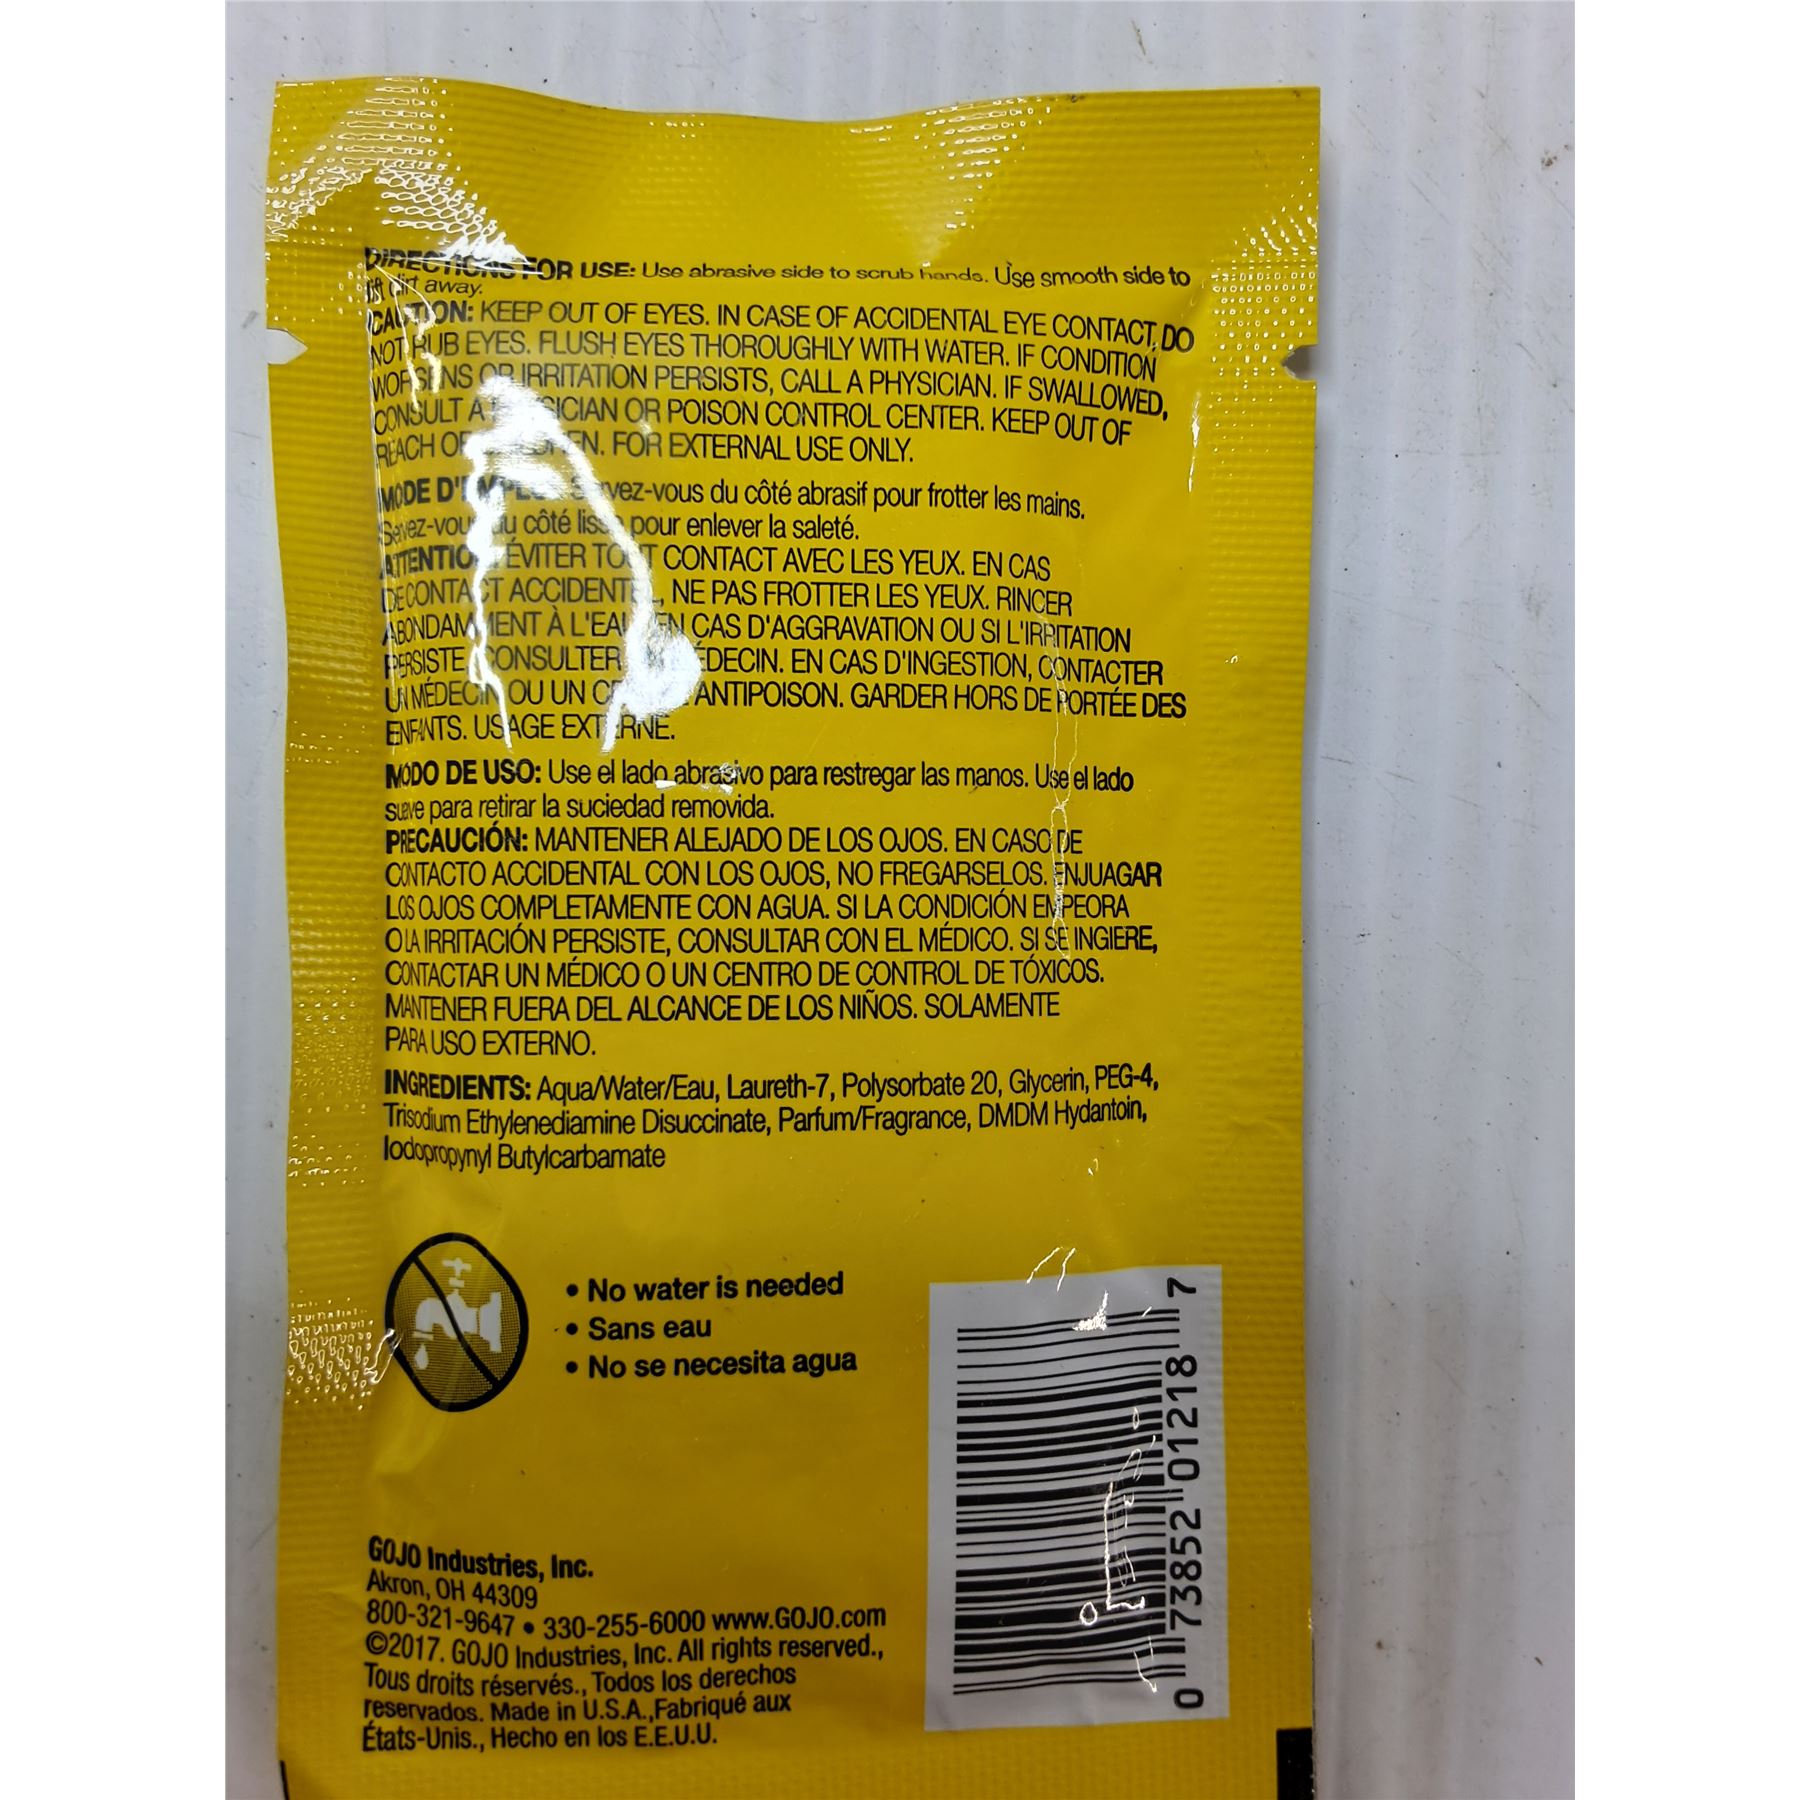 DIRECTIONS FOR USE: Use abrasive side to scrub hands. Use smooth side to
lift dirt away.
CAUTION: KEEP OUT OF EYES. IN CASE OF ACCIDENTAL EYE CONTACT, DO
NOT RUB EYES. FLUSH EYES THOROUGHLY WITH WATER. IF CONDITION
WORSENS OR IRRITATION PERSISTS, CALL A PHYSICIAN. IF SWALLOWED,
CONSULT A PHYSICIAN OR POISON CONTROL CENTER. KEEP OUT OF
REACH OF CHILDREN. FOR EXTERNAL USE ONLY.
MODE D'EMPLOI: Servez-vous du côté abrasif pour frotter les mains.
Servez-vous du côté lisse pour enlever la saleté.
ATTENTION: ÉVITER TOUT CONTACT AVEC LES YEUX. EN CAS
DE CONTACT ACCIDENTEL, NE PAS FROTTER LES YEUX. RINCER
ABONDAMMENT À L'EAU. EN CAS D'AGGRAVATION OU SI L'IRRITATION
PERSISTE, CONSULTER UN MÉDECIN. EN CAS D'INGESTION, CONTACTER
UN MÉDECIN OU UN CENTRE ANTIPOISON. GARDER HORS DE PORTÉE DES
ENFANTS. USAGE EXTERNE.
MODO DE USO: Use el lado abrasivo para restregar las manos. Use el lado
suave para retirar la suciedad removida.
PRECAUCIÓN: MANTENER ALEJADO DE LOS OJOS. EN CASO DE
CONTACTO ACCIDENTAL CON LOS OJOS, NO FREGARSELOS. ENJUAGAR
LOS OJOS COMPLETAMENTE CON AGUA. SI LA CONDICIÓN EMPEORA
O LA IRRITACIÓN PERSISTE, CONSULTAR CON EL MÉDICO. SI SE INGIERE,
CONTACTAR UN MÉDICO O UN CENTRO DE CONTROL DE TÓXICOS.
MANTENER FUERA DEL ALCANCE DE LOS NIÑOS. SOLAMENTE
PARA USO EXTERNO.
INGREDIENTS: Aqua/Water/Eau, Laureth-7, Polysorbate 20, Glycerin, PEG-4,
Trisodium Ethylenediamine Disuccinate, Parfum/Fragrance, DMDM Hydantoin,
Iodopropynyl Butylcarbamate
• No water is needed
• Sans eau
• No se necesita agua
GOJO Industries, Inc.
Akron, OH 44309
800-321-9647 • 330-255-6000 www.GOJO.com
©2017. GOJO Industries, Inc. All rights reserved.,
Tous droits réservés., Todos los derechos
reservados. Made in U.S.A.,Fabriqué aux
États-Unis., Hecho en los E.E.U.U.
0 73852 01218 7